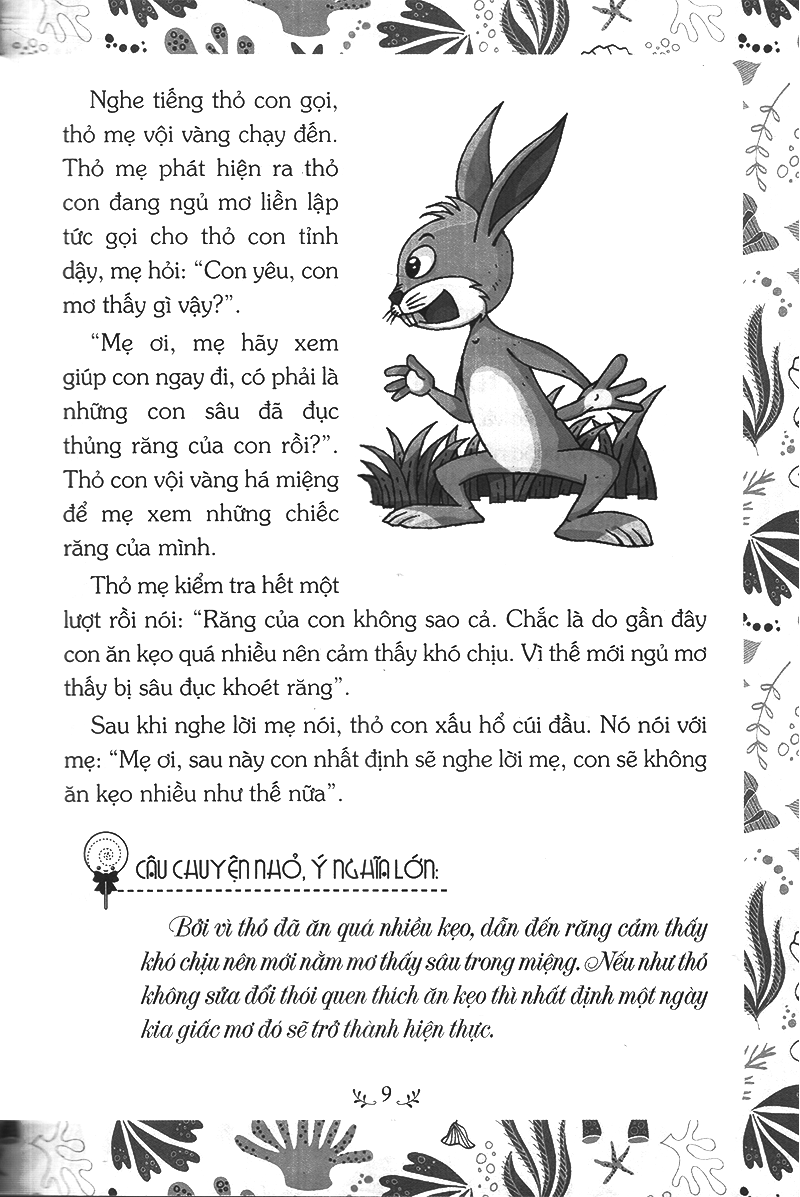 Nghe tiếng thỏ con gọi,
thỏ mẹ vội vàng chạy đến.
Thỏ mẹ phát hiện ra thỏ
con đang ngủ mơ liền lập
tức gọi cho thỏ con tỉnh
dậy, mẹ hỏi: “Con yêu, con
mơ thấy gì vậy?”.
“Mẹ ơi, mẹ hãy xem
giúp con ngay đi, có phải là
những con sâu đã đục
thủng răng của con rồi?”.
Thỏ con vội vàng há miệng
để mẹ xem những chiếc
răng của mình.
Thỏ mẹ kiểm tra hết một
lượt rồi nói: “Răng của con không sao cả. Chắc là do gần đây
con ăn kẹo quá nhiều nên cảm thấy khó chịu. Vì thế mới ngủ mơ
thấy bị sâu đục khoét răng”.
Sau khi nghe lời mẹ nói, thỏ con xấu hổ cúi đầu. Nó nói với
mẹ: “Mẹ ơi, sau này con nhất định sẽ nghe lời mẹ, con sẽ không
ăn kẹo nhiều như thế nữa”.
CÂU CHUYỆN NHỎ, Ý NGHĨA LỚN:
Bởi vì thỏ đã ăn quá nhiều kẹo, dẫn đến răng cảm thấy
khó chịu nên mới nằm mơ thấy sâu trong miệng. Nếu như thỏ
không sửa đổi thói quen thích ăn kẹo thì nhất định một ngày
kia giấc mơ đó sẽ trở thành hiện thực.
9